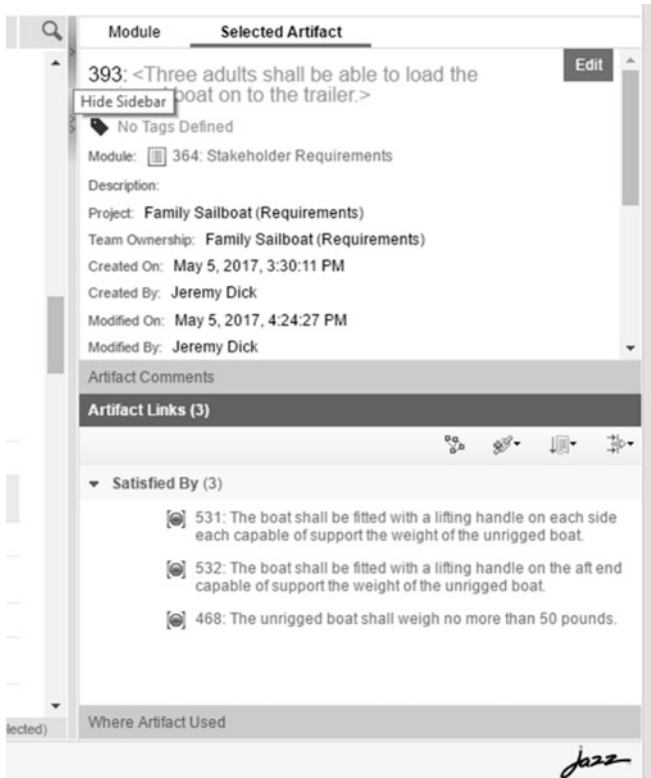 Module Selected Artifact
393: <Three adults shall be able to load the
boat on to the trailer.>
Edit
Hide Sidebar
No Tags Defined
Module: 364: Stakeholder Requirements
Description:
Project: Family Sailboat (Requirements)
Team Ownership: Family Sailboat (Requirements)
Created On: May 5, 2017, 3:30:11 PM
Created By: Jeremy Dick
Modified On: May 5, 2017, 4:24:27 PM
Modified By: Jeremy Dick
Artifact Comments
Artifact Links (3)
Satisfied By (3)
531: The boat shall be fitted with a lifting handle on each side
each capable of support the weight of the unrigged boat.
532: The boat shall be fitted with a lifting handle on the aft end
capable of support the weight of the unrigged boat.
468: The unrigged boat shall weigh no more than 50 pounds.
lected)
Where Artifact Used
jazz